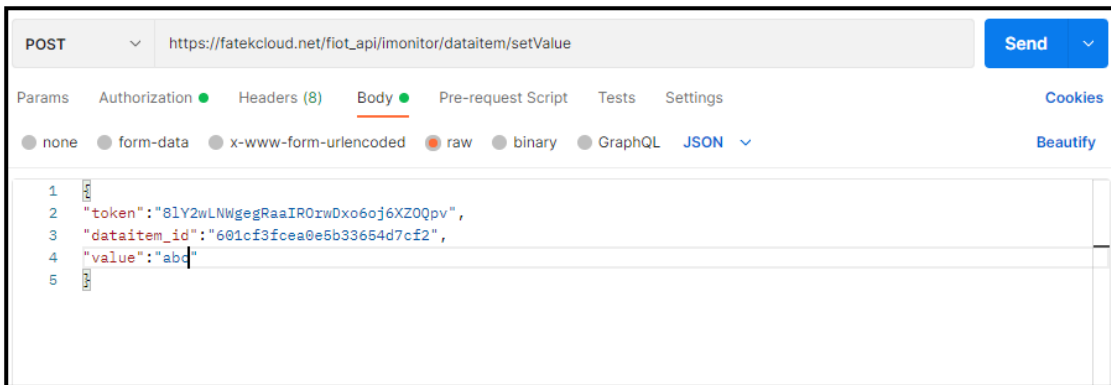 POST https://fatekcloud.net/fiot_api/imonitor/dataitem/setValue Send
Params Authorization Headers (8) Body Pre-request Script Tests Settings Cookies
none form-data x-www-form-urlencoded raw binary GraphQL JSON Beautify
1 {
2 "token":"8lY2wLNWgegRaaIROrwDxo6oj6XZOQpv",
3 "dataitem_id":"601cf3fcea0e5b33654d7cf2",
4 "value":"abc"
5 }